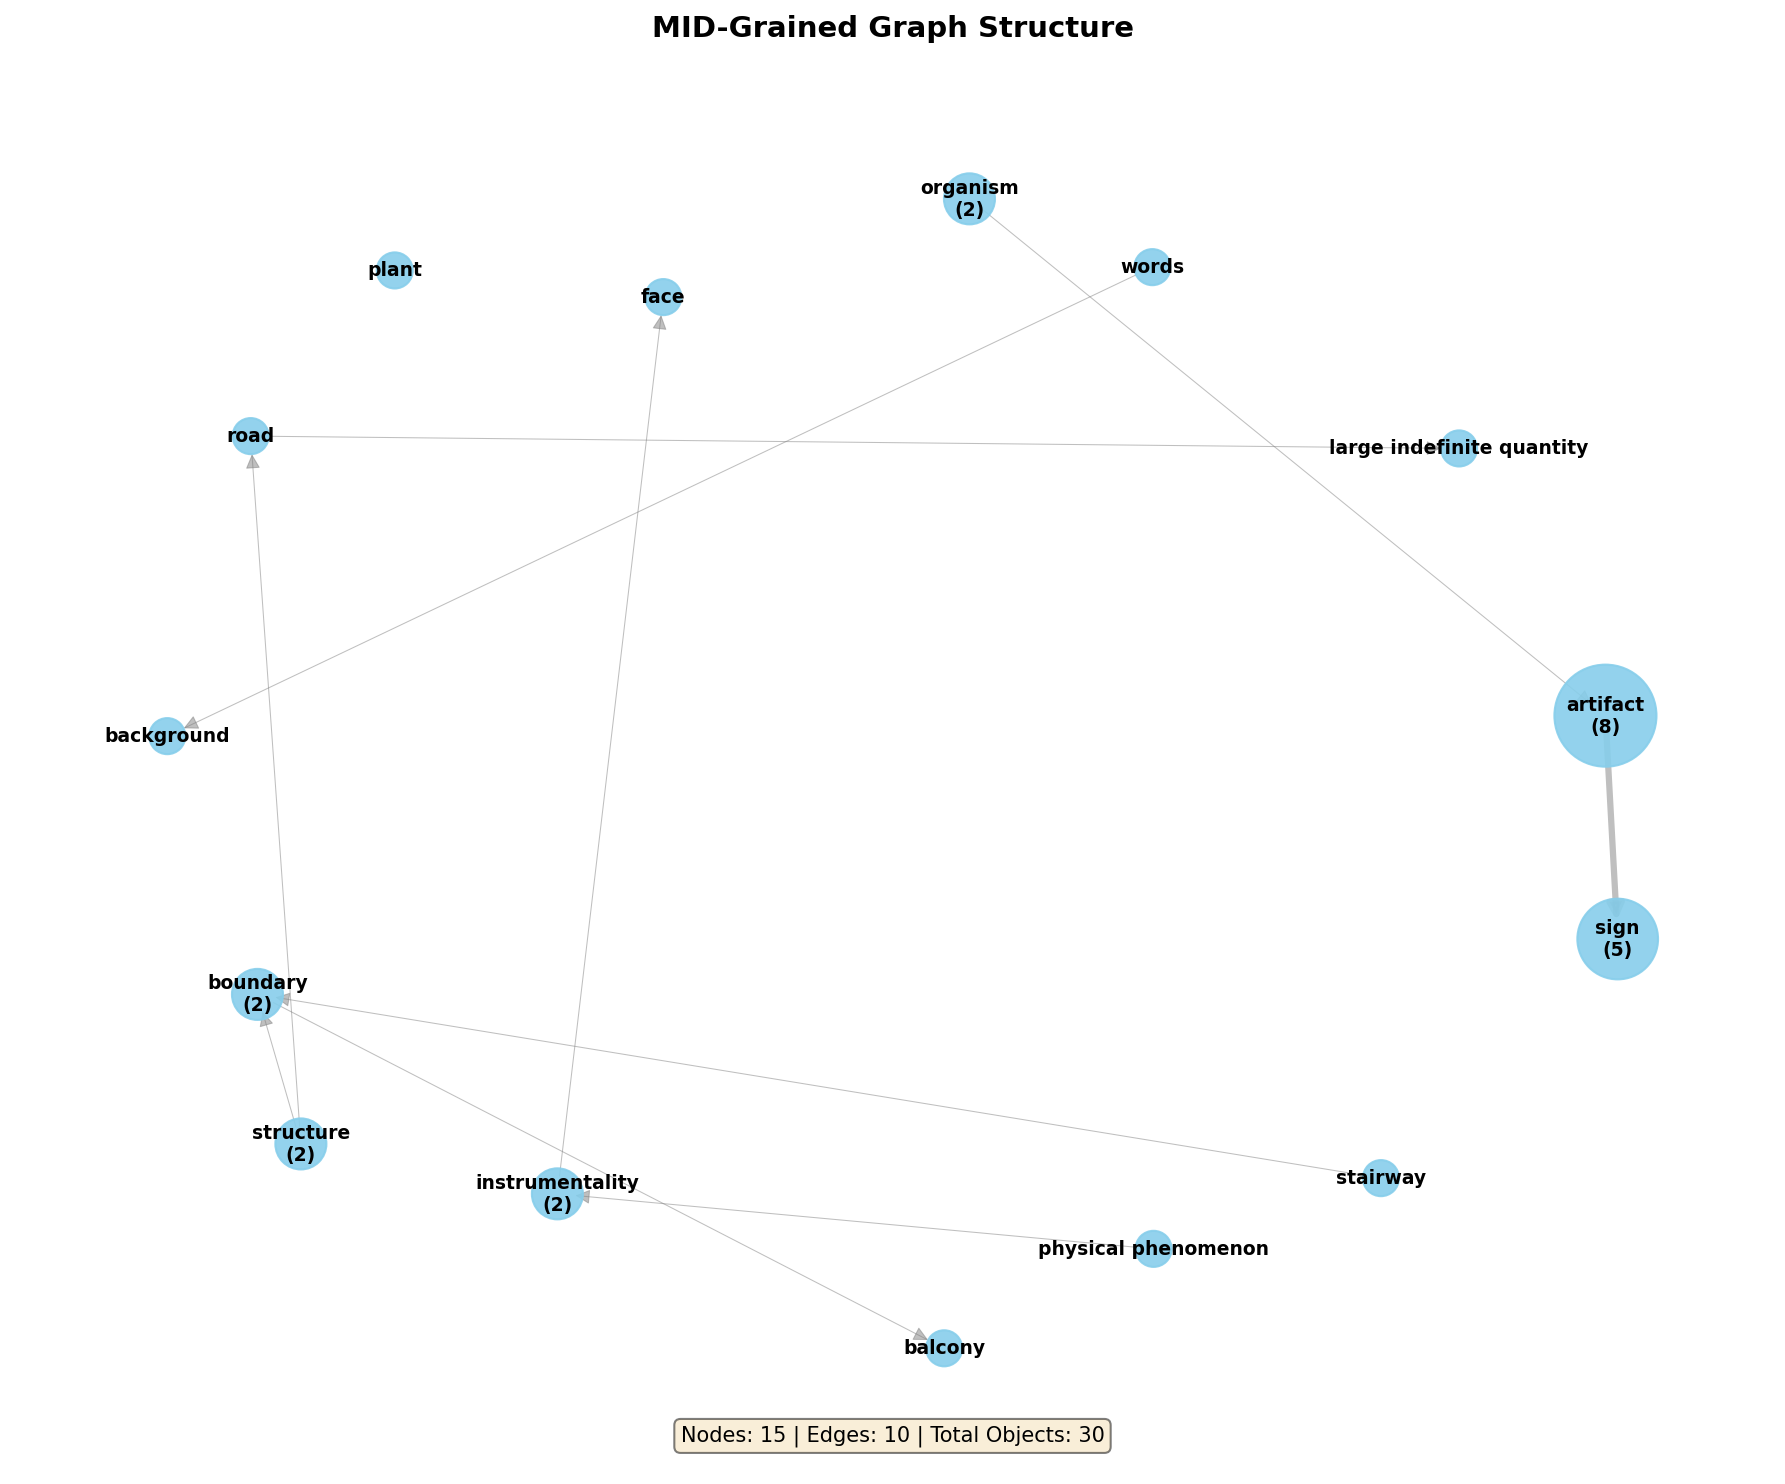 MID-Grained Graph Structure
organism
(2)
words
plant
face
road
large indefinite quantity
artifact
(8)
background
sign
(5)
boundary
(2)
structure
(2)
instrumentality
(2)
stairway
physical phenomenon
balcony
Nodes: 15 | Edges: 10 | Total Objects: 30